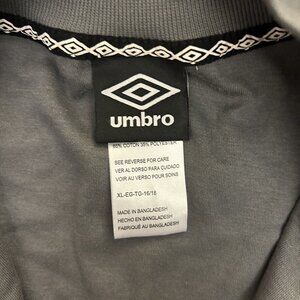 umbro
65% COTON 35% POLYESTER
SEE REVERSE FOR CARE
VER AL DORSO PARA CUIDADO
VOIR AU VERSO POUR SOINS
XL-EG-TG-16/18
MADE IN BANGLADESH
HECHO EN BANGLADESH
FABRIQUÉ AU BANGLADESH